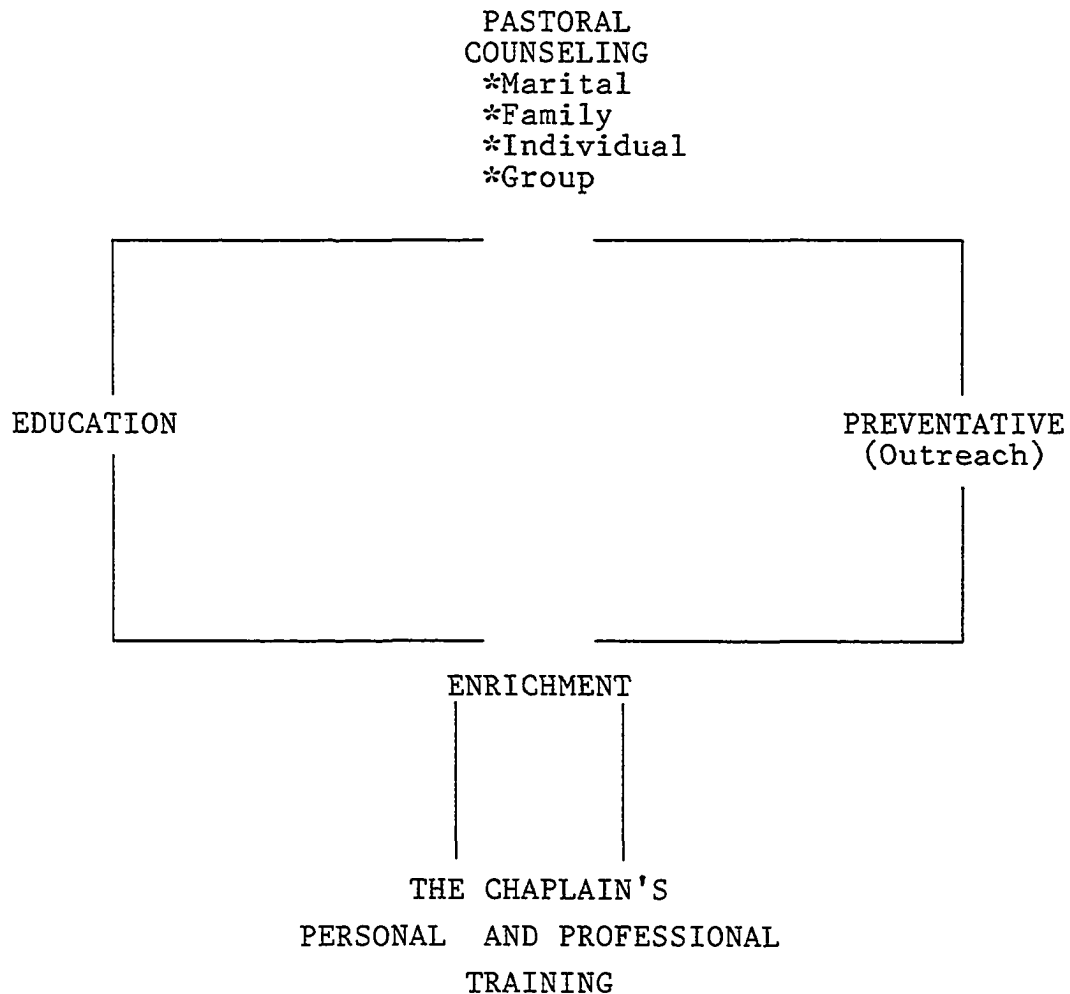 PASTORAL
COUNSELING
*Marital
*Family
*Individual
*Group
EDUCATION
PREVENTATIVE
(Outreach)
ENRICHMENT
THE CHAPLAIN'S
PERSONAL AND PROFESSIONAL
TRAINING